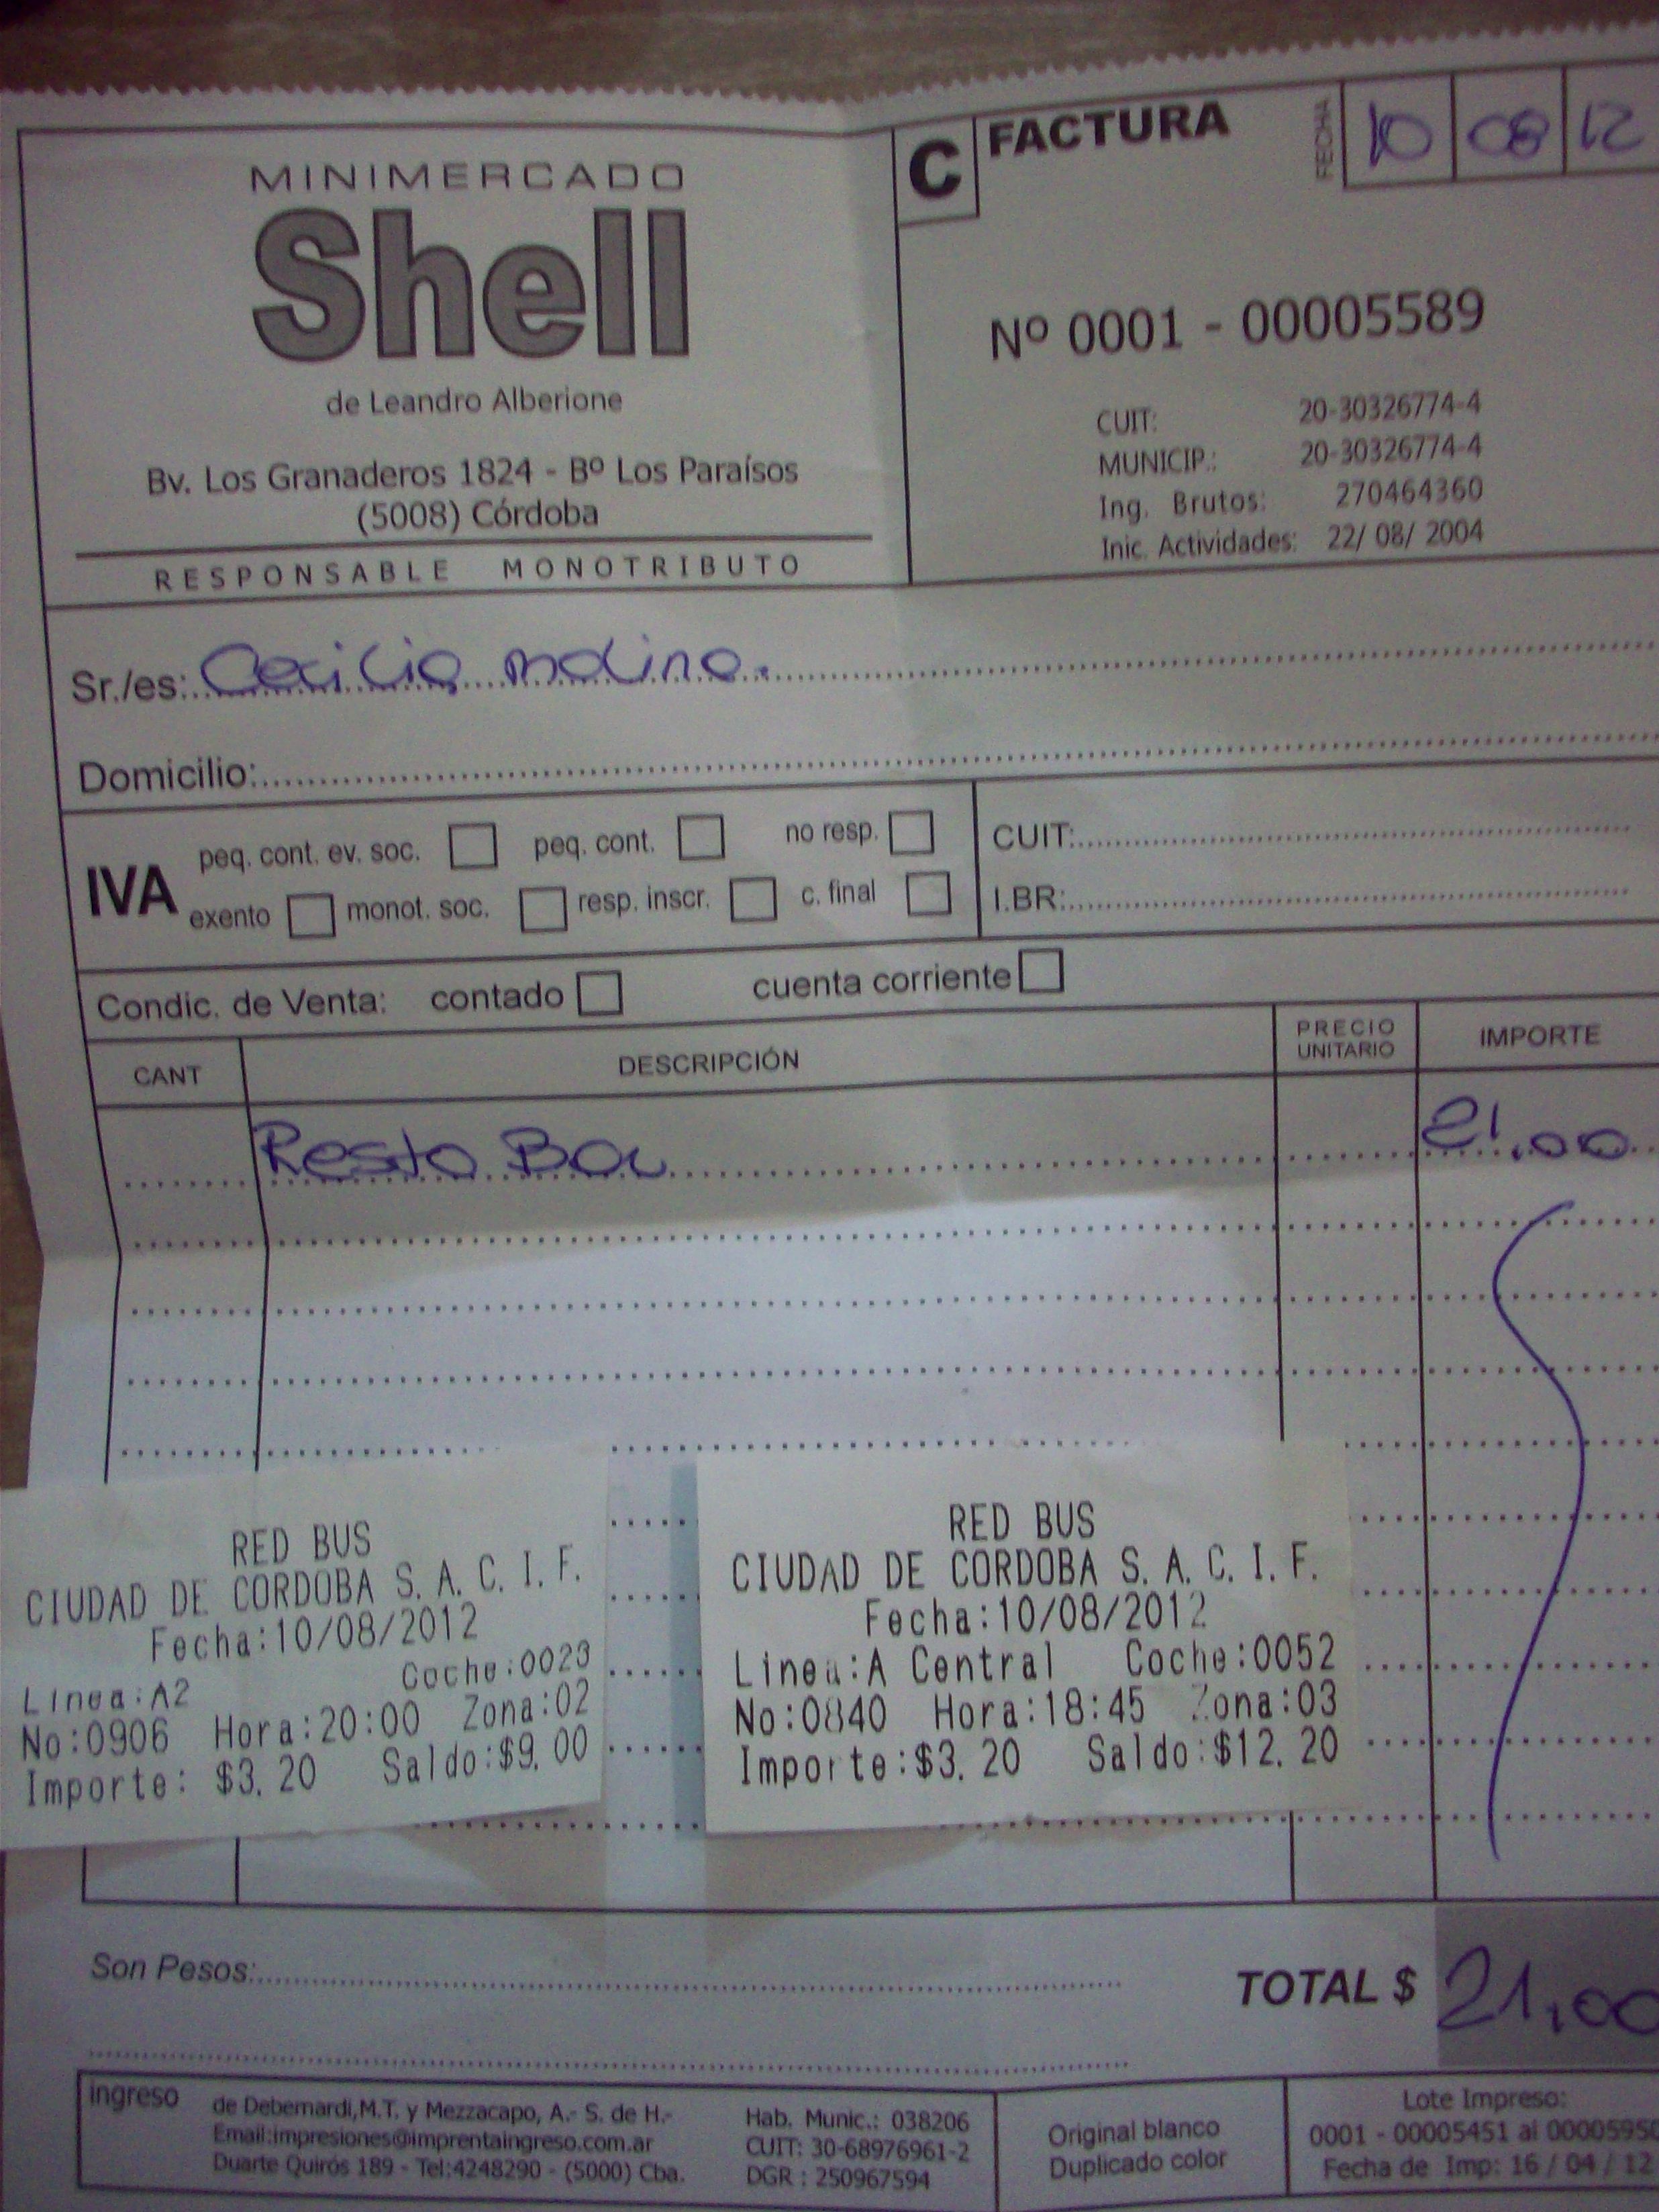 MINIMERCADO
Shell
de Leandro Alberione
Bv. Los Granaderos 1824 - Bº Los Paraísos
(5008) Córdoba
RESPONSABLE MONOTRIBUTO
C FACTURA
FECHA 10 08 12
Nº 0001 - 00005589
CUIT: 20-30326774-4
MUNICIP.: 20-30326774-4
Ing. Brutos: 270464360
Inic. Actividades: 22/ 08/ 2004
Sr./es: Cecilia molina.
Domicilio:
IVA
peq. cont. ev. soc. peq. cont. no resp.
exento monot. soc. resp. inscr. c. final
CUIT:
I.BR:
Condic. de Venta: contado cuenta corriente
CANT DESCRIPCIÓN PRECIO UNITARIO IMPORTE
Resto Bar 21.00
RED BUS
CIUDAD DE CORDOBA S. A. C. I. F.
Fecha:10/08/2012
Linea:A2 Coche:0023
No:0906 Hora:20:00 Zona:02
Importe: $3. 20 Saldo:$9. 00
RED BUS
CIUDAD DE CORDOBA S. A. C. I. F.
Fecha:10/08/2012
Linea:A Central Coche:0052
No:0840 Hora:18:45 Zona:03
Importe:$3. 20 Saldo:$12. 20
Son Pesos:
TOTAL $ 21,00
ingreso
de Debernardi,M.T. y Mezzacapo, A.- S. de H.-
Email:impresiones@imprentaingreso.com.ar
Duarte Quirós 189 - Tel:4248290 - (5000) Cba.
Hab. Munic.: 038206
CUIT: 30-68976961-2
DGR : 250967594
Original blanco
Duplicado color
Lote Impreso:
0001 - 00005451 al 00005950
Fecha de Imp: 16 / 04 / 12